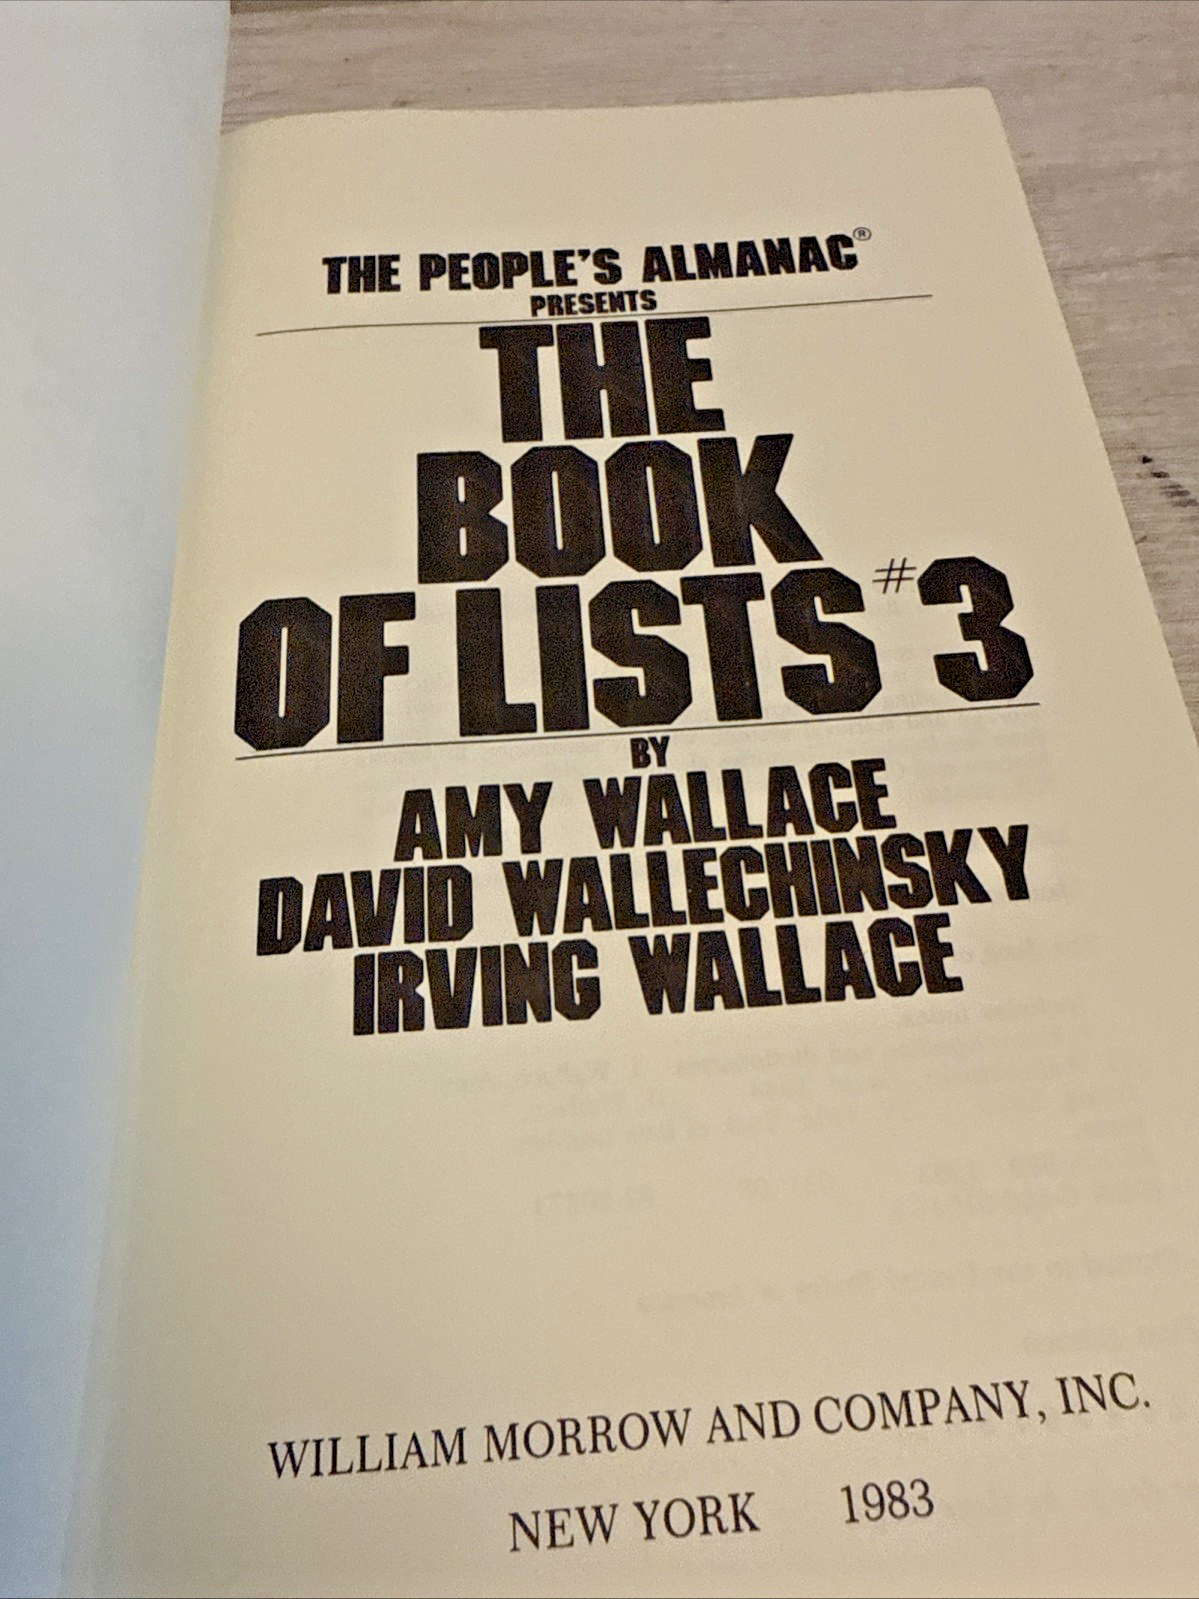 THE PEOPLE'S ALMANAC®
PRESENTS
THE
BOOK
OF LISTS #3
BY
AMY WALLACE
DAVID WALLECHINSKY
IRVING WALLACE
WILLIAM MORROW AND COMPANY, INC.
NEW YORK 1983